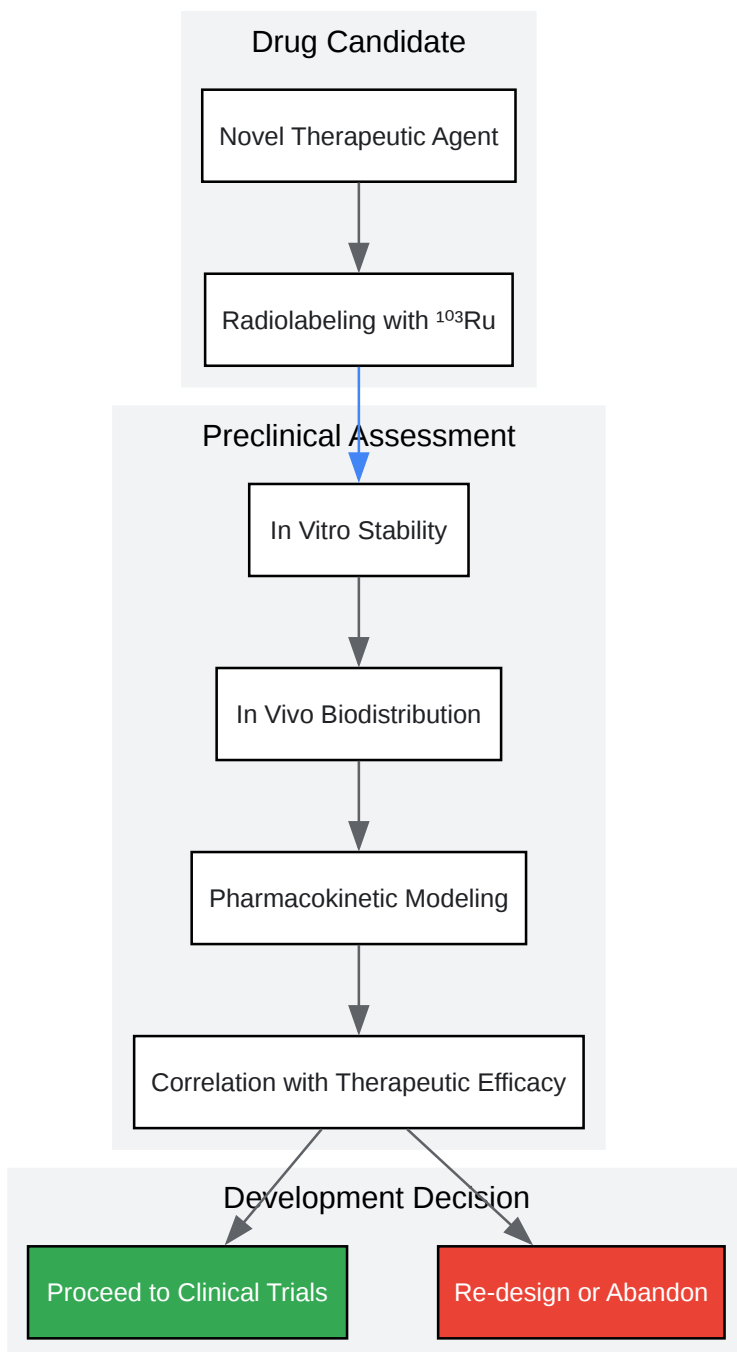 Drug Candidate
Novel Therapeutic Agent
Radiolabeling with ¹⁰³Ru
Preclinical Assessment
In Vitro Stability
In Vivo Biodistribution
Pharmacokinetic Modeling
Correlation with Therapeutic Efficacy
Development Decision
Proceed to Clinical Trials
Re-design or Abandon